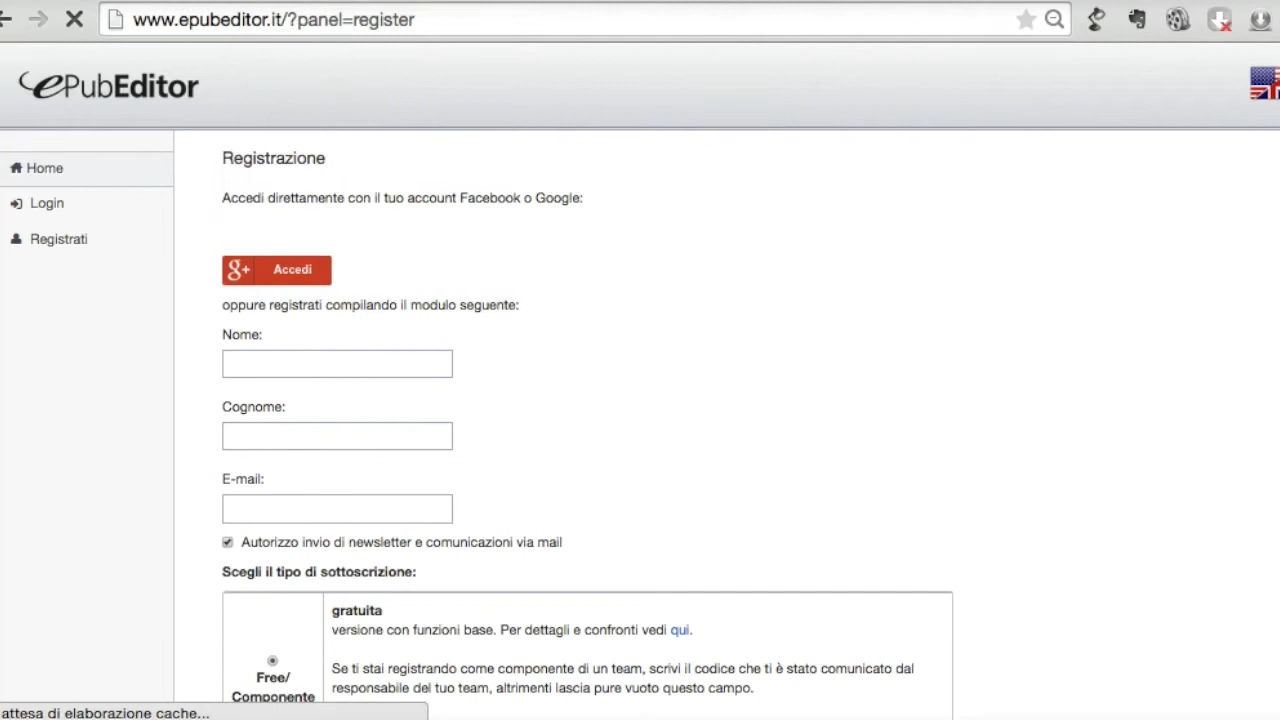 www.epubeditor.it/?panel=register
ePubEditor
Home
Login
Registrati
Registrazione
Accedi direttamente con il tuo account Facebook o Google:
g+ Accedi
oppure registrati compilando il modulo seguente:
Nome:
Cognome:
E-mail:
Autorizzo invio di newsletter e comunicazioni via mail
Scegli il tipo di sottoscrizione:
Free/
Componente
gratuita
versione con funzioni base. Per dettagli e confronti vedi qui.
Se ti stai registrando come componente di un team, scrivi il codice che ti è stato comunicato dal
responsabile del tuo team, altrimenti lascia pure vuoto questo campo.
attesa di elaborazione cache...